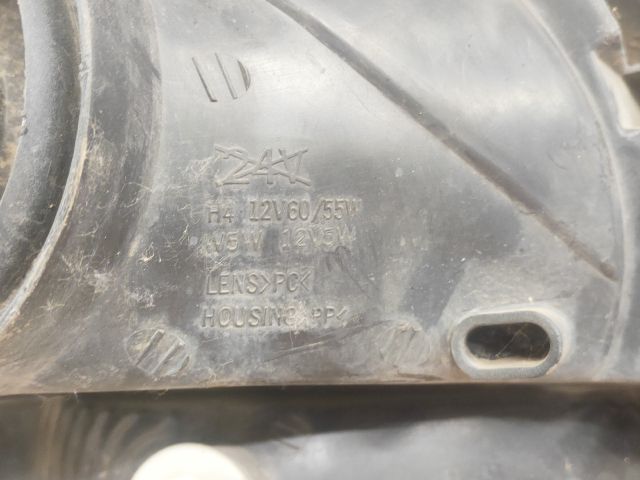 24V
H4 12V60/55W
W5W 12V5W
LENS>PC<
HOUSING>PP<